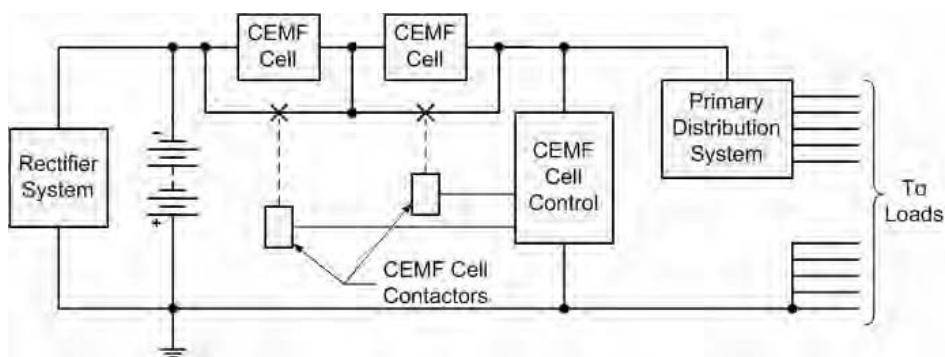 CEMF
Cell
CEMF
Cell
Rectifier
System
-
+
CEMF
Cell
Control
Primary
Distribution
System
To
Loads
CEMF Cell
Contactors